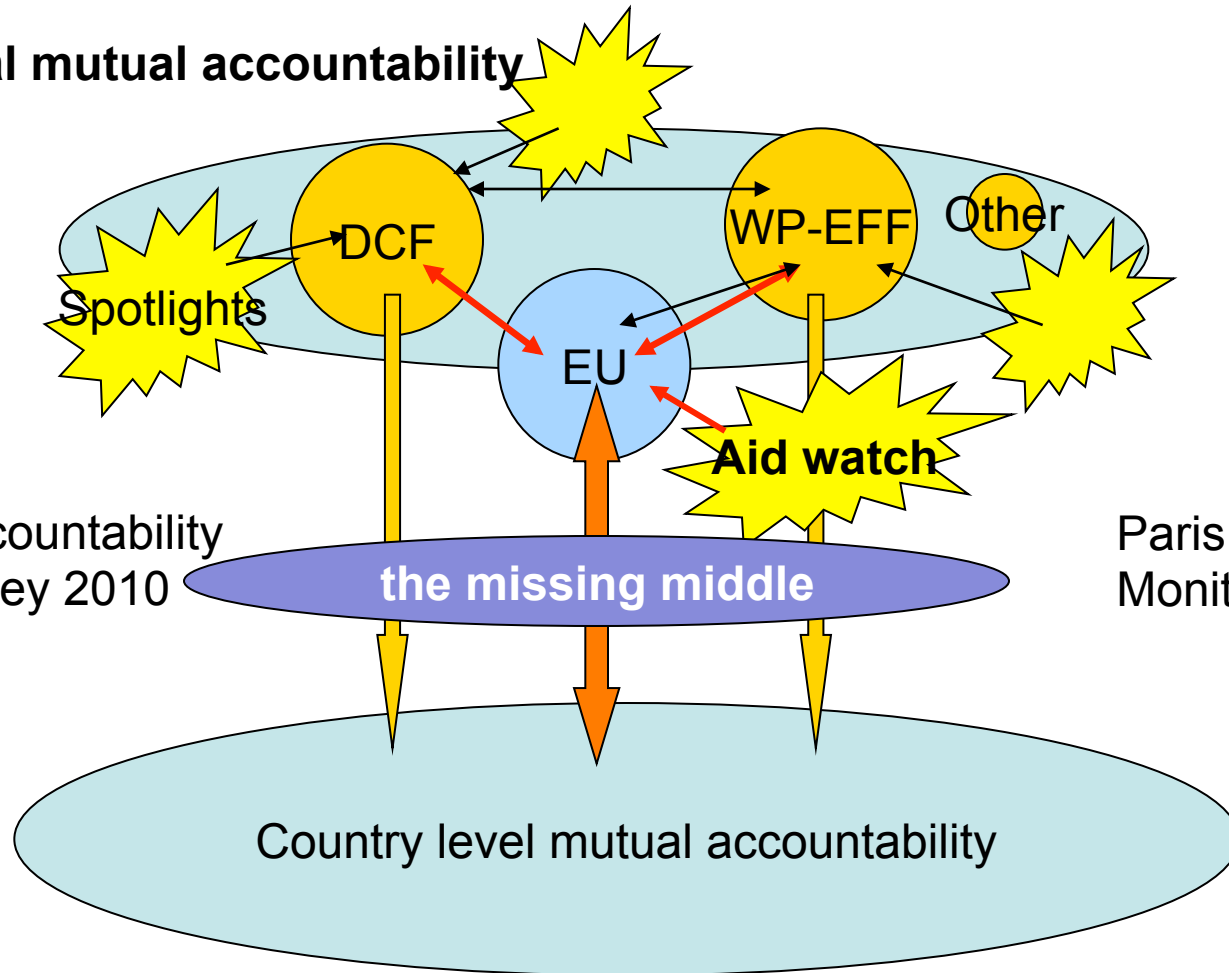 al mutual accountability
DCF
WP-EFF
Other
Spotlights
EU
Aid watch
countability
ey 2010
the missing middle
Paris
Monit
Country level mutual accountability